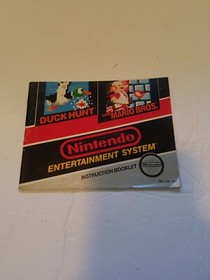 DUCK HUNT
MARIO BROS.
Nintendo
ENTERTAINMENT SYSTEM
INSTRUCTION BOOKLET